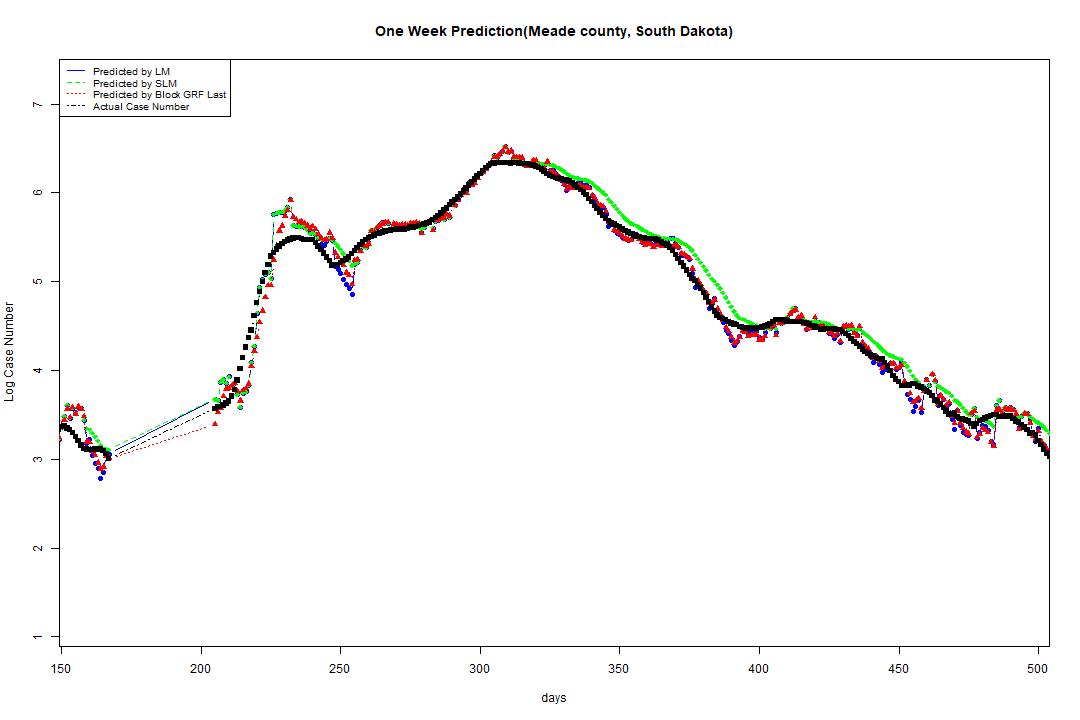 One Week Prediction(Meade county, South Dakota)
Predicted by LM
Predicted by SLM
Predicted by Block GRF Last
Actual Case Number
7
6
5
4
3
2
1
Log Case Number
150 200 250 300 350 400 450 500
days